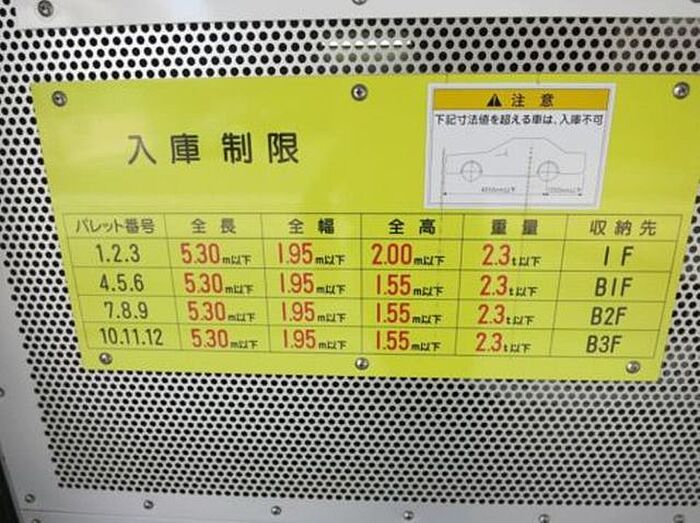 注意
下記寸法値を超える車は、入庫不可
入庫制限
パレット番号 全長 全幅 全高 重量 収納先
1.2.3 5.30m以下 1.95m以下 2.00m以下 2.3t以下 1F
4.5.6 5.30m以下 1.95m以下 1.55m以下 2.3t以下 B1F
7.8.9 5.30m以下 1.95m以下 1.55m以下 2.3t以下 B2F
10.11.12 5.30m以下 1.95m以下 1.55m以下 2.3t以下 B3F